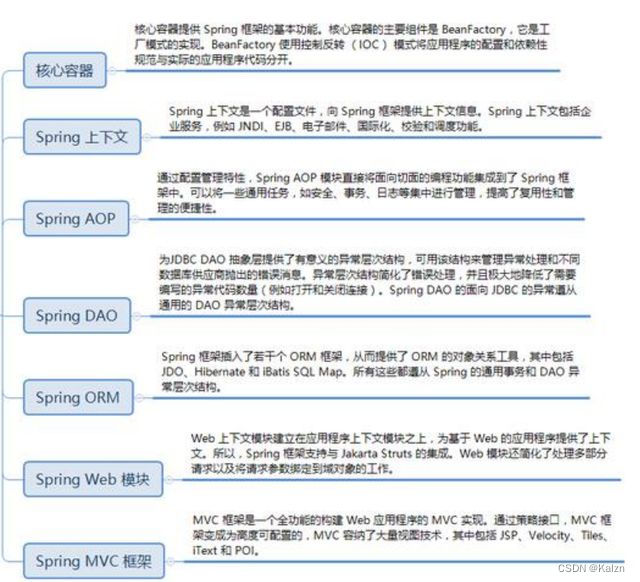 核心容器提供 Spring 框架的基本功能。核心容器的主要组件是 BeanFactory，它是工
厂模式的实现。BeanFactory 使用控制反转 （IOC ） 模式将应用程序的配置和依赖性
规范与实际的应用程序代码分开。
核心容器
Spring 上下文是一个配置文件，向 Spring 框架提供上下文信息。Spring 上下文包括企
业服务，例如 JNDI、EJB、电子邮件、国际化、校验和调度功能。
Spring 上下文
通过配置管理特性，Spring AOP 模块直接将面向切面的编程功能集成到了 Spring 框
架中。可以将一些通用任务，如安全、事务、日志等集中进行管理，提高了复用性和管
理的便捷性。
Spring AOP
为JDBC DAO 抽象层提供了有意义的异常层次结构，可用该结构来管理异常处理和不同
数据库供应商抛出的错误消息。异常层次结构简化了错误处理，并且极大地降低了需要
编写的异常代码数量（例如打开和关闭连接）。Spring DAO 的面向 JDBC 的异常遵从
通用的 DAO 异常层次结构。
Spring DAO
Spring 框架插入了若干个 ORM 框架，从而提供了 ORM 的对象关系工具，其中包括
JDO、Hibernate 和 iBatis SQL Map。所有这些都遵从 Spring 的通用事务和 DAO 异
常层次结构。
Spring ORM
Web 上下文模块建立在应用程序上下文模块之上，为基于 Web 的应用程序提供了上下
文。所以，Spring 框架支持与 Jakarta Struts 的集成。Web 模块还简化了处理多部分
请求以及将请求参数绑定到域对象的工作。
Spring Web 模块
MVC 框架是一个全功能的构建 Web 应用程序的 MVC 实现。通过策略接口，MVC 框
架变成为高度可配置的，MVC 容纳了大量视图技术，其中包括 JSP、Velocity、Tiles、
iText 和 POI。
Spring MVC 框架
CSDN @Kalzn